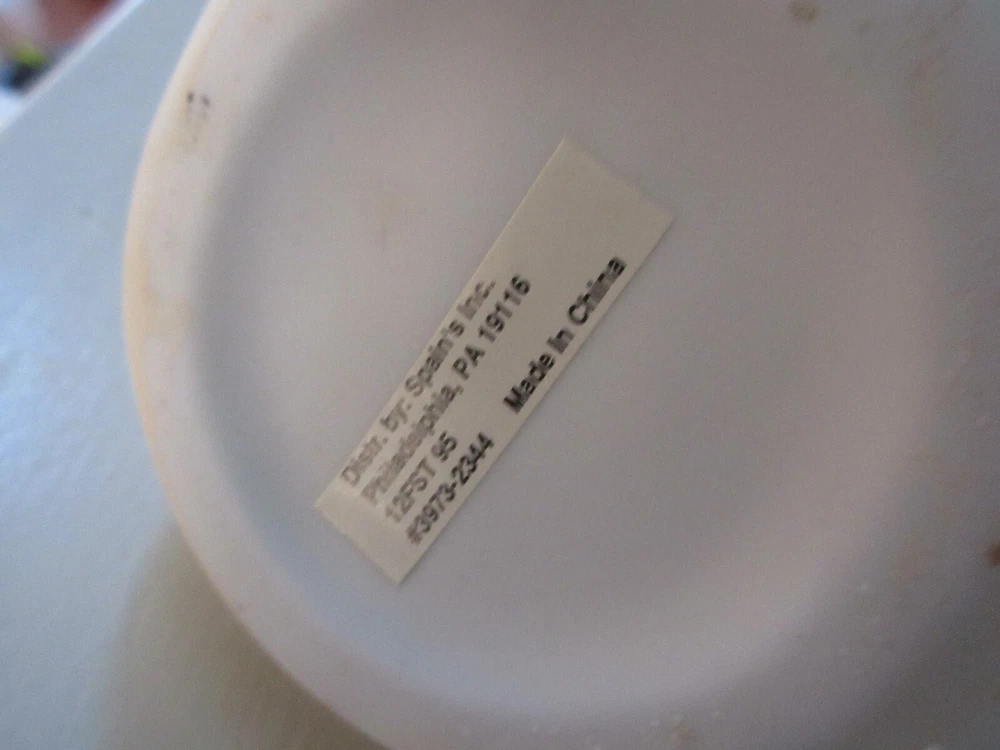 Distr. by: Spain's Inc.
Philadelphia, PA 19116
12FST 95
#3973-2344 Made in China